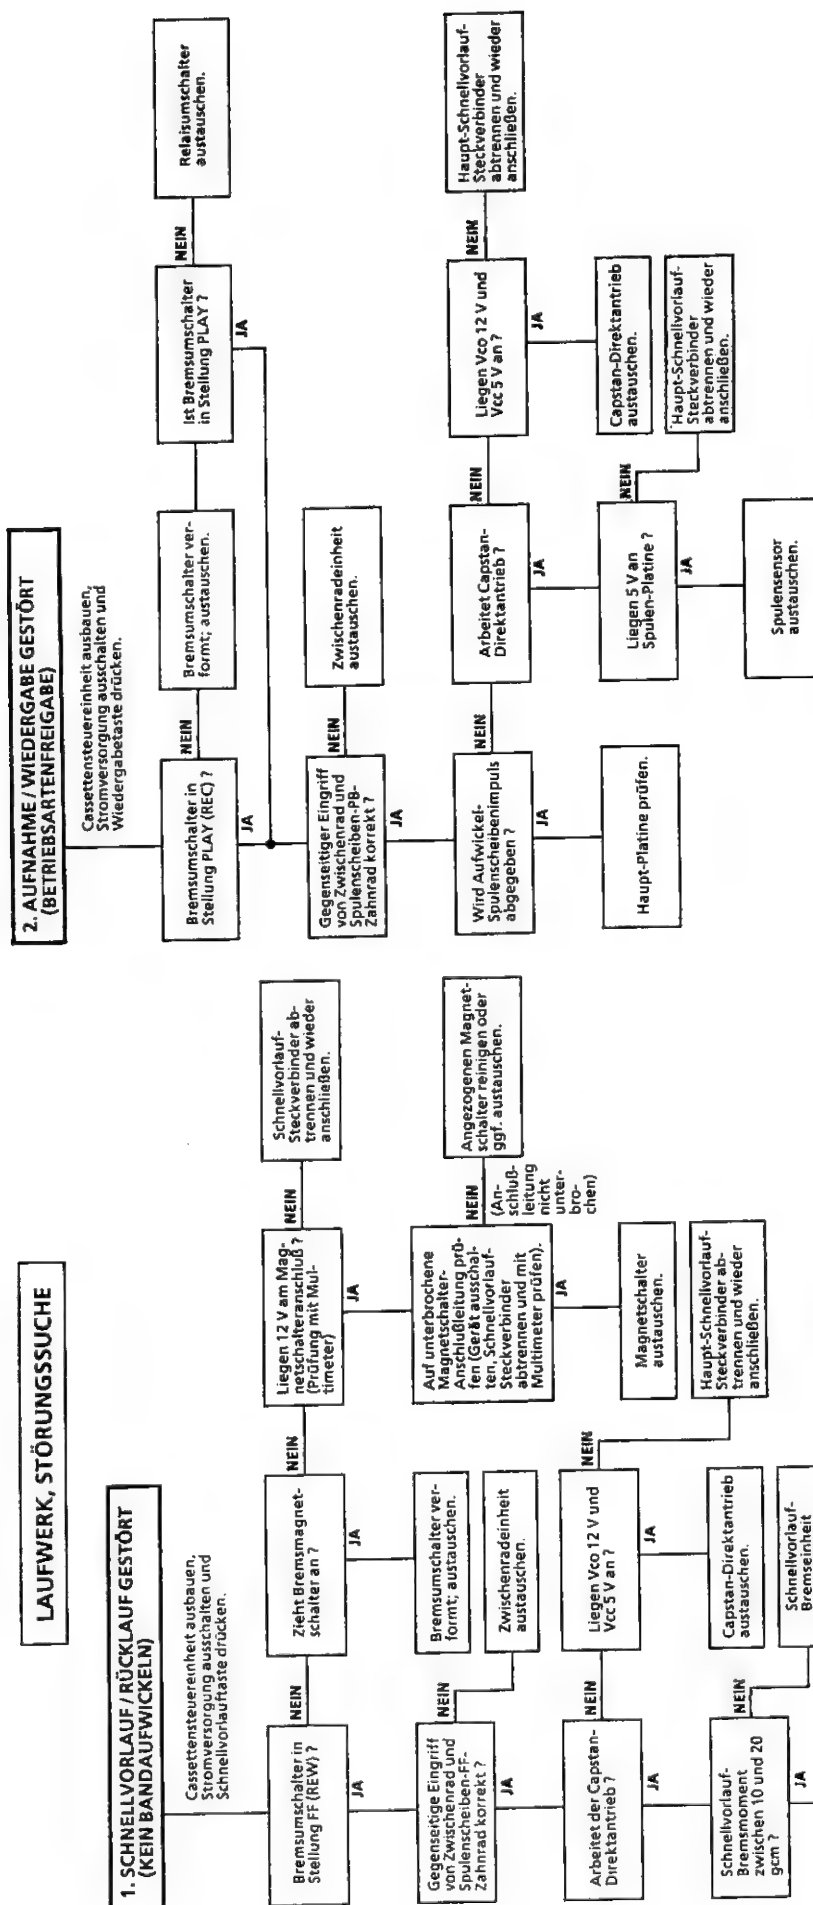 LAUFWERK, STÖRUNGSSUCHE
1. SCHNELLVORLAUF / RÜCKLAUF GESTÖRT
(KEIN BANDAUFWICKELN)
Cassettensteuereinheit ausbauen,
Stromversorgung ausschalten und
Schnellvorlauftaste drücken.
Bremsumschalter in
Stellung FF (REW) ?
NEIN
Zieht Bremsmagnet-
schalter an ?
NEIN
Liegen 12 V am Mag-
netschalteranschluß ?
(Prüfung mit Mul-
timeter)
NEIN
Schnellvorlauf-
Steckverbinder ab-
trennen und wieder
anschließen.
JA
JA
JA
Gegenseitige Eingriff
von Zwischenrad und
Spulenscheiben-FF-
Zahnrad korrekt ?
NEIN
Bremsumschalter ver-
formt; austauschen.
Zwischenradeinheit
austauschen.
Auf unterbrochene
Magnetschalter-
Anschlußleitung prü-
fen (Gerät ausschal-
ten, Schnellvorlauf-
Steckverbinder
abtrennen und mit
Multimeter prüfen).
NEIN
(An-
schluß-
leitung
nicht
unter-
bro-
chen)
Angezogenen Magnet-
schalter reinigen oder
ggf. austauschen.
JA
JA
Arbeitet der Capstan-
Direktantrieb ?
NEIN
Liegen Vco 12 V und
Vcc 5 V an ?
NEIN
Magnetschalter
austauschen.
Haupt-Schnellvorlauf-
Steckverbinder ab-
trennen und wieder
anschließen.
JA
JA
Schnellvorlauf-
Bremsmoment
zwischen 10 und 20
gcm ?
NEIN
Capstan-Direktantrieb
austauschen.
Schnellvorlauf-
Bremseinheit
JA
2. AUFNAHME / WIEDERGABE GESTÖRT
(BETRIEBSARTENFREIGABE)
Cassettensteuereinheit ausbauen,
Stromversorgung ausschalten und
Wiedergabetaste drücken.
Bremsumschalter in
Stellung PLAY (REC) ?
NEIN
Bremsumschalter ver-
formt; austauschen.
Ist Bremsumschalter
in Stellung PLAY ?
NEIN
Relaisumschalter
austauschen.
JA
JA
Gegenseitiger Eingriff
von Zwischenrad und
Spulenscheiben-PB-
Zahnrad korrekt ?
NEIN
Zwischenradeinheit
austauschen.
JA
Wird Aufwickel-
Spulenscheibenimpuls
abgegeben ?
NEIN
Arbeitet Capstan-
Direktantrieb ?
NEIN
Liegen Vco 12 V und
Vcc 5 V an ?
NEIN
Haupt-Schnellvorlauf-
Steckverbinder
abtrennen und wieder
anschließen.
JA
JA
JA
Haupt-Platine prüfen.
Liegen 5 V an
Spulen-Platine ?
NEIN
Capstan-Direktantrieb
austauschen.
Haupt-Schnellvorlauf-
Steckverbinder
abtrennen und wieder
anschließen.
JA
Spulensensor
austauschen.